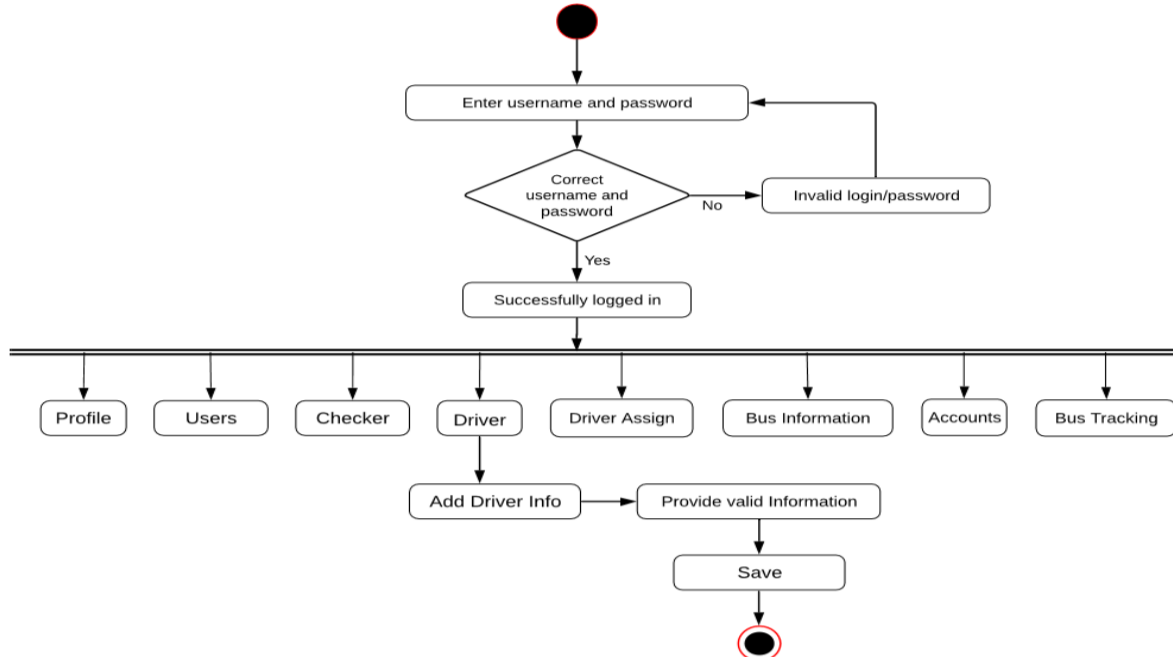 Enter username and password
Correct
username and
password
No
Invalid login/password
Yes
Successfully logged in
Profile
Users
Checker
Driver
Driver Assign
Bus Information
Accounts
Bus Tracking
Add Driver Info
Provide valid Information
Save